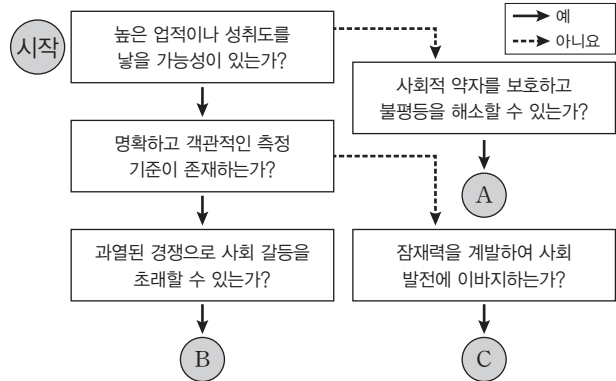 시작
높은 업적이나 성취도를
낳을 가능성이 있는가?
예
아니요
사회적 약자를 보호하고
불평등을 해소할 수 있는가?
명확하고 객관적인 측정
기준이 존재하는가?
A
과열된 경쟁으로 사회 갈등을
초래할 수 있는가?
잠재력을 계발하여 사회
발전에 이바지하는가?
B
C